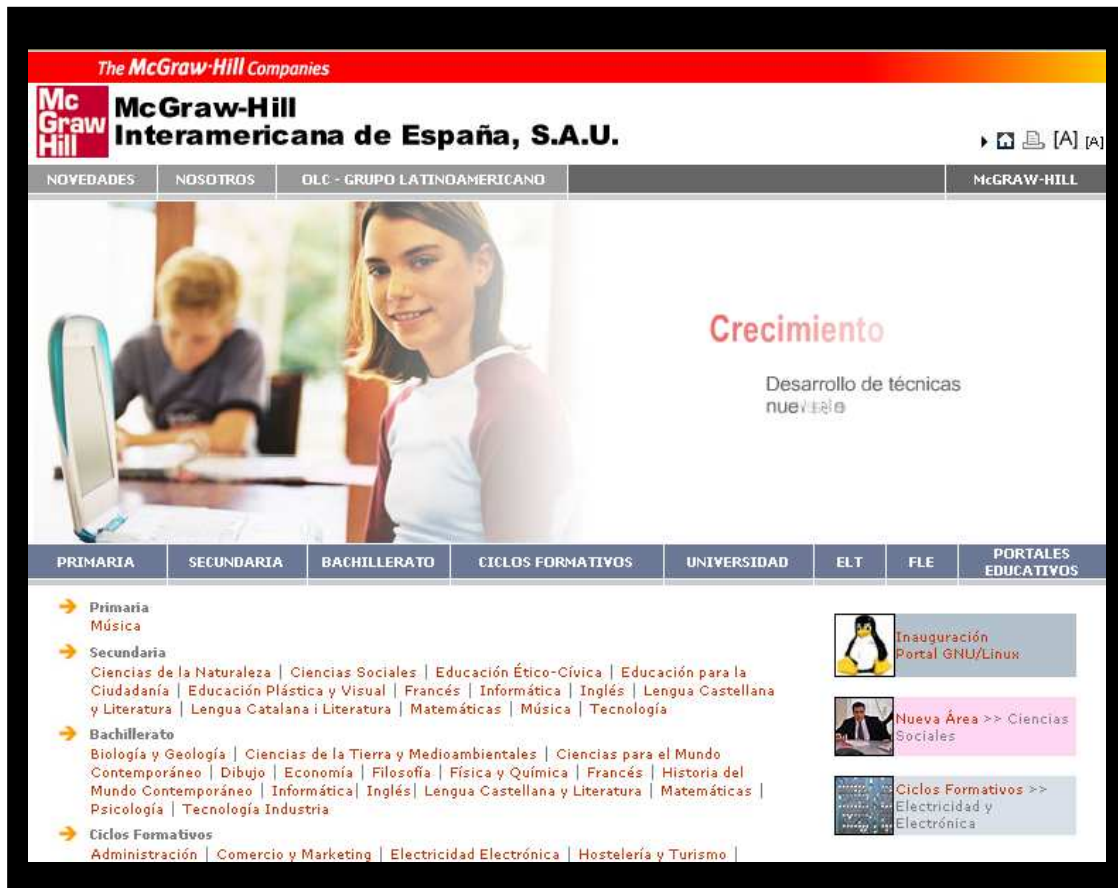 The McGraw·Hill Companies
Mc
Graw
Hill
McGraw-Hill
Interamericana de España, S.A.U.
[A] [A]
NOVEDADES NOSOTROS OLC - GRUPO LATINOAMERICANO McGRAW-HILL
Crecimiento
Desarrollo de técnicas
PRIMARIA SECUNDARIA BACHILLERATO CICLOS FORMATIVOS UNIVERSIDAD ELT FLE PORTALES EDUCATIVOS
Primaria
Música
Secundaria
Ciencias de la Naturaleza | Ciencias Sociales | Educación Ético-Cívica | Educación para la
Ciudadanía | Educación Plástica y Visual | Francés | Informática | Inglés | Lengua Castellana
y Literatura | Lengua Catalana i Literatura | Matemáticas | Música | Tecnología
Bachillerato
Biología y Geología | Ciencias de la Tierra y Medioambientales | Ciencias para el Mundo
Contemporáneo | Dibujo | Economía | Filosofía | Física y Química | Francés | Historia del
Mundo Contemporáneo | Informática| Inglés| Lengua Castellana y Literatura | Matemáticas |
Psicología | Tecnología Industria
Ciclos Formativos
Administración | Comercio y Marketing | Electricidad Electrónica | Hostelería y Turismo |
Inauguración
Portal GNU/Linux
Nueva Área >> Ciencias
Sociales
Ciclos Formativos >>
Electricidad y
Electrónica